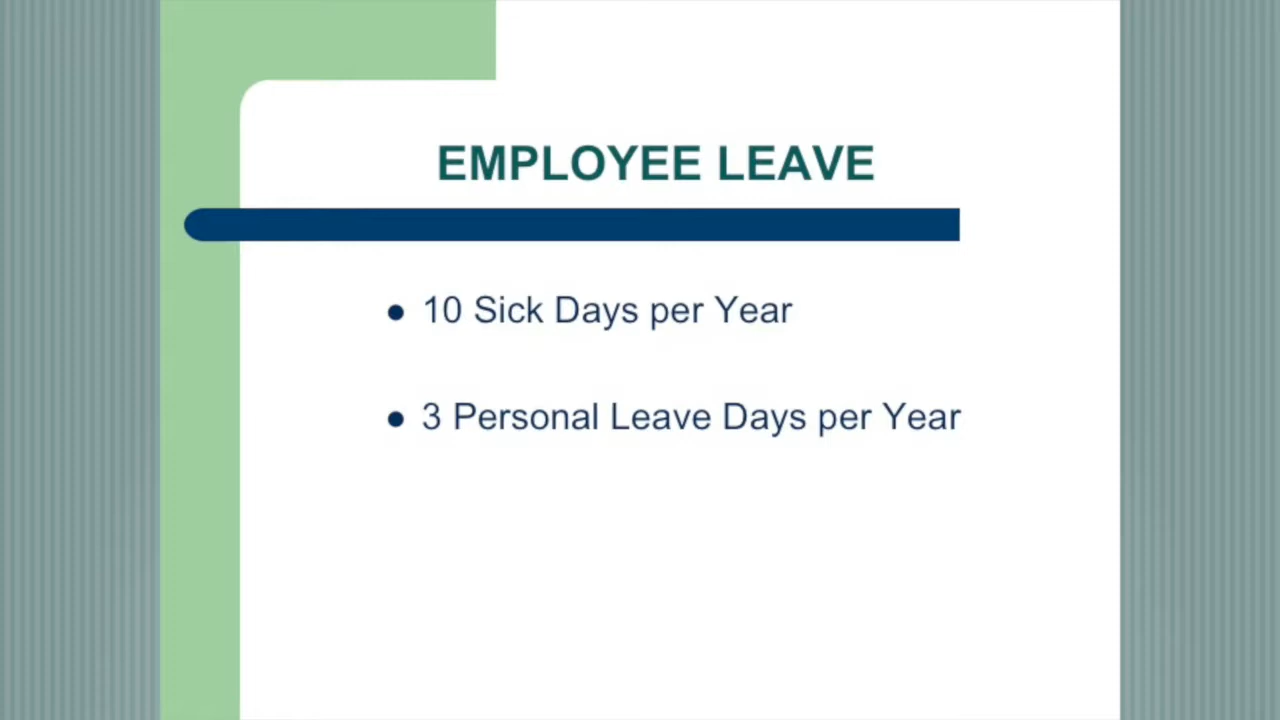 EMPLOYEE LEAVE
● 10 Sick Days per Year
● 3 Personal Leave Days per Year